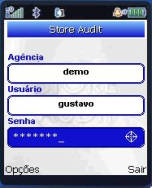 Store Audit
Agência
demo
Usuário
gustavo
Senha
*******_
Opções
Sair